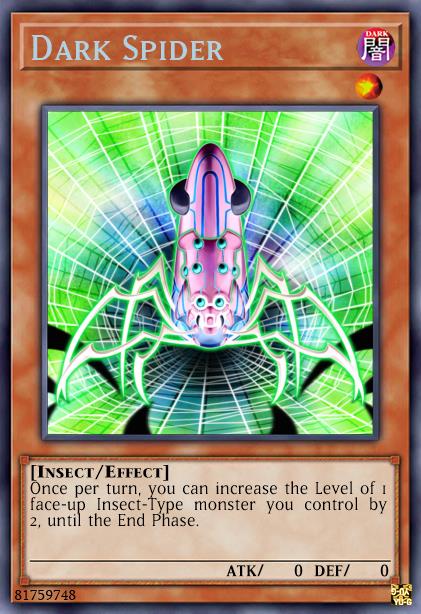 Dark Spider
DARK
闇
[Insect/Effect]
Once per turn, you can increase the Level of 1
face-up Insect-Type monster you control by
2, until the End Phase.
ATK/ 0 DEF/ 0
81759748